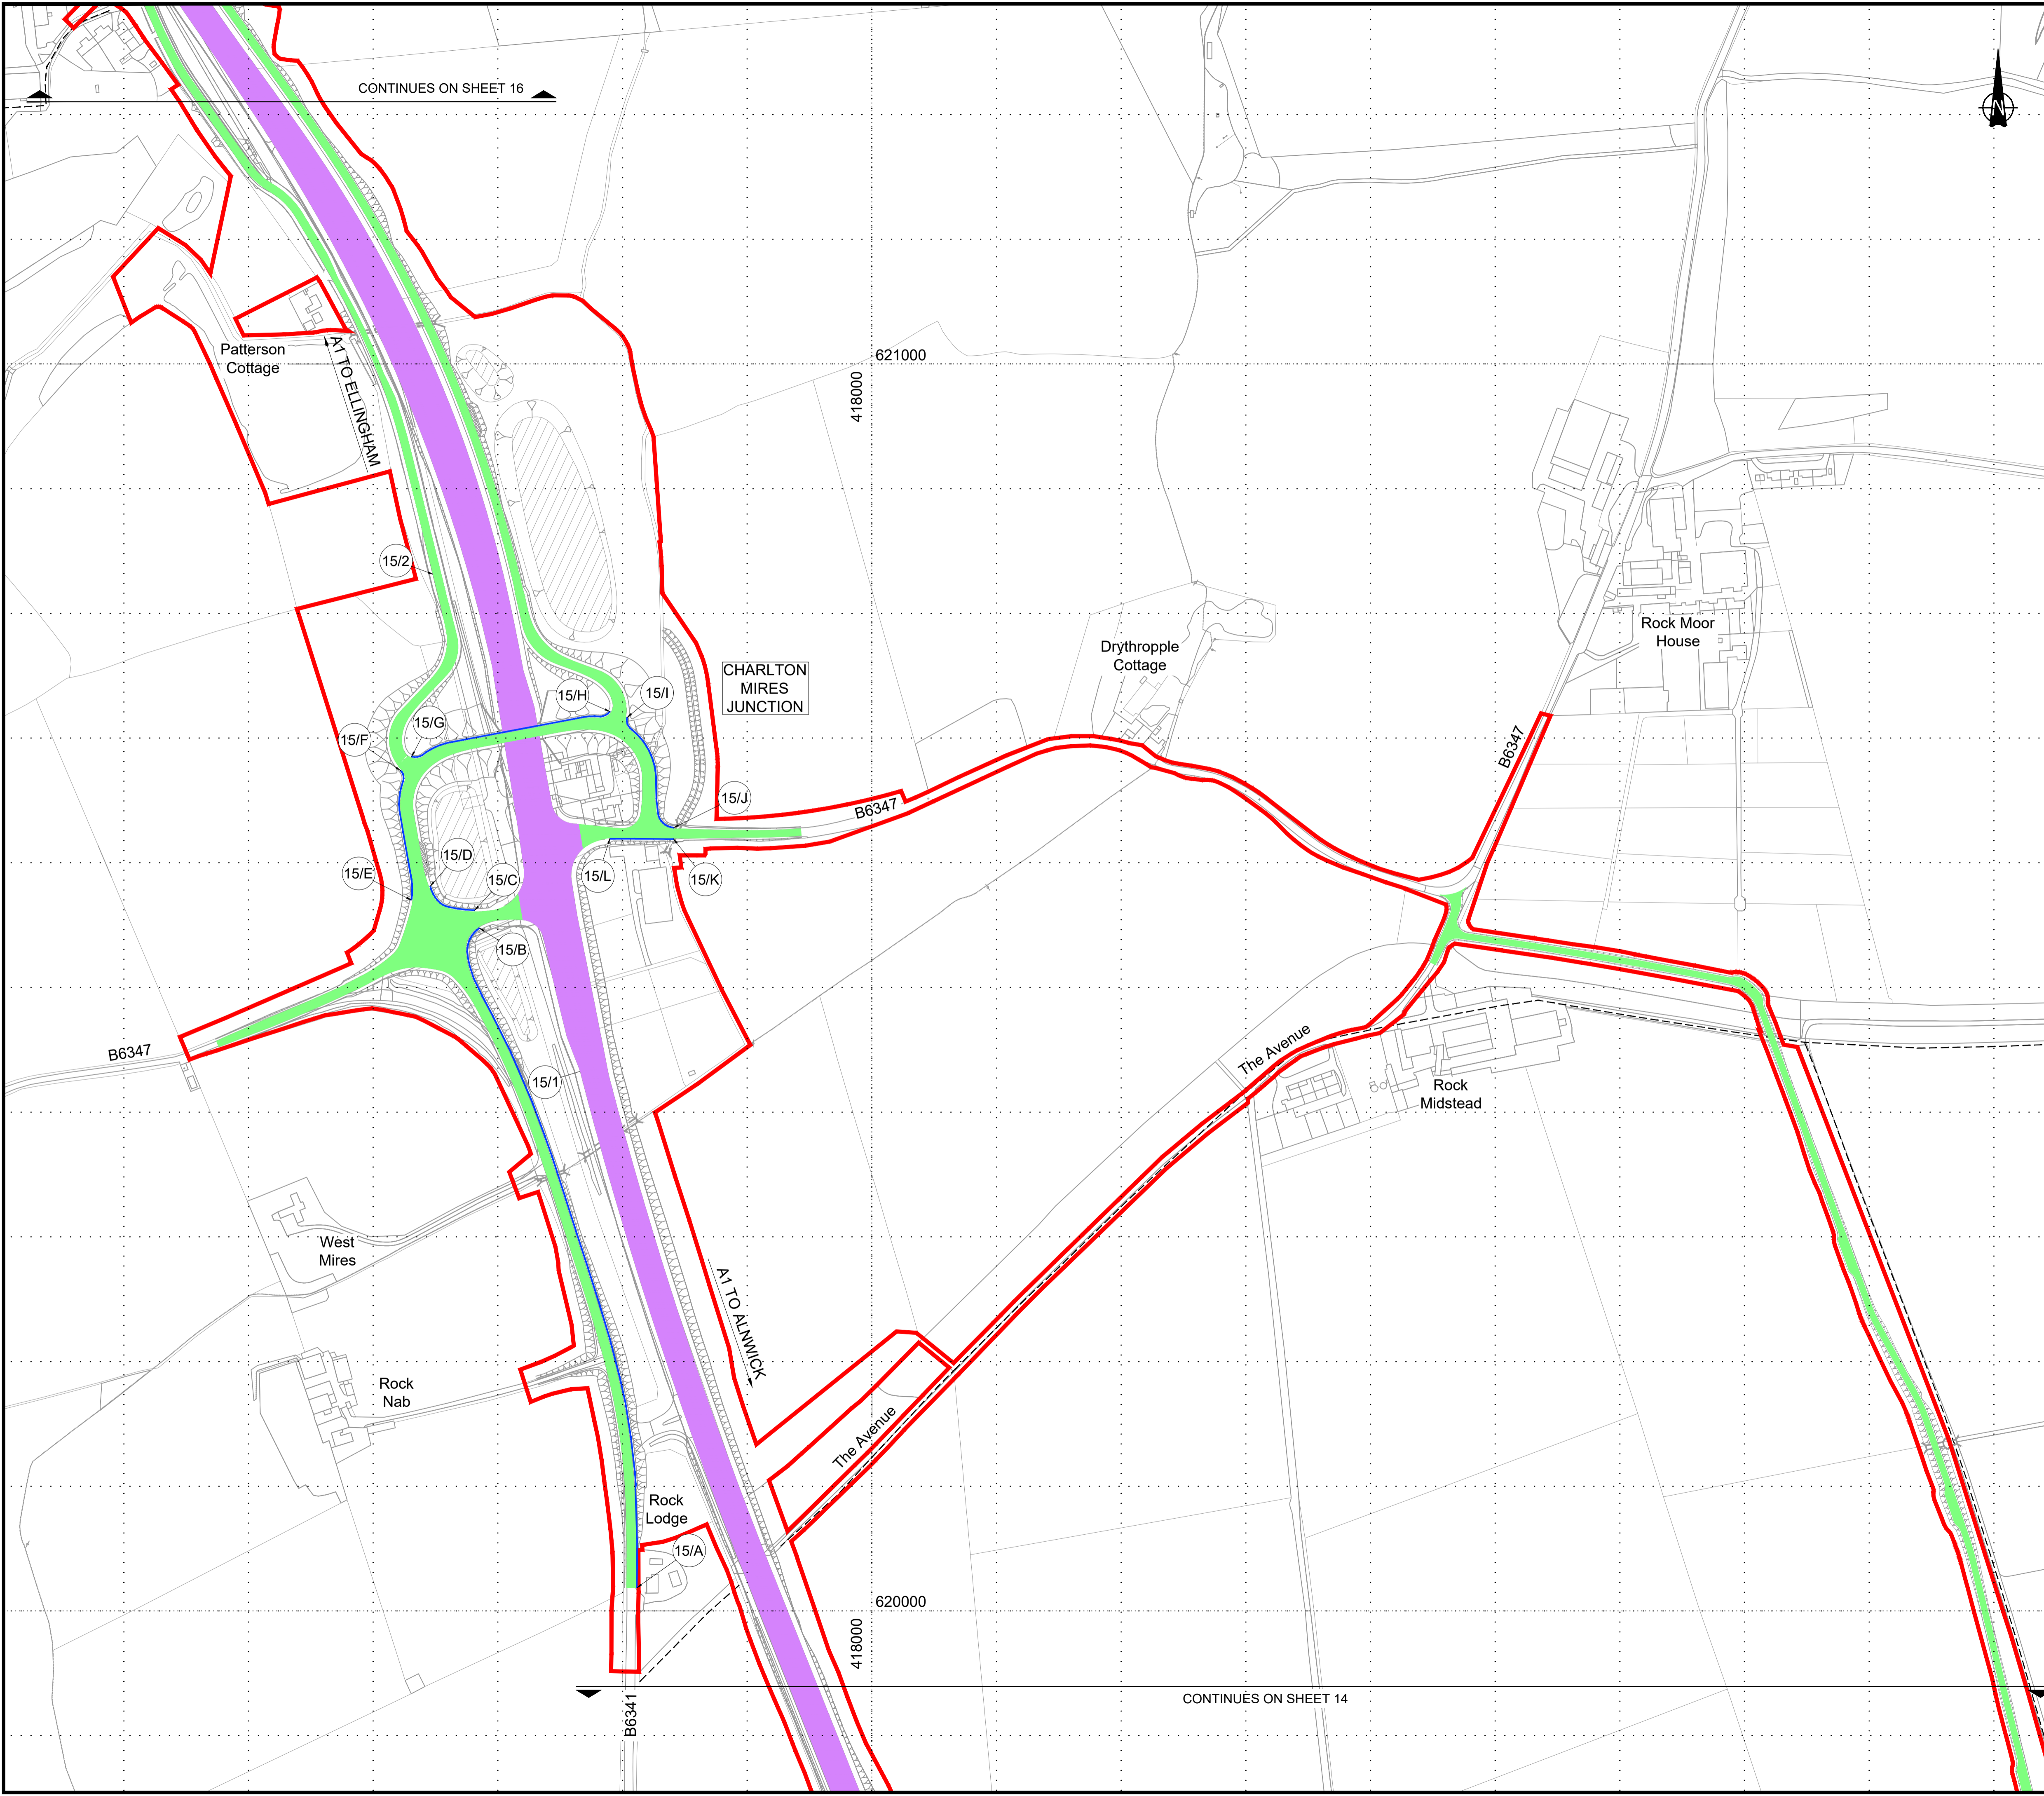 CONTINUES ON SHEET 16
N
Patterson
Cottage
A1 TO ELLINGHAM
621000
418000
15/2
CHARLTON
MIRES
JUNCTION
Drythropple
Cottage
Rock Moor
House
15/H
15/I
15/G
15/F
B6347
15/J
B6347
15/D
15/E
15/C
15/L
15/K
15/B
B6347
15/1
The Avenue
Rock
Midstead
West
Mires
A1 TO ALNWICK
Rock
Nab
The Avenue
Rock
Lodge
15/A
620000
418000
B6341
CONTINUES ON SHEET 14